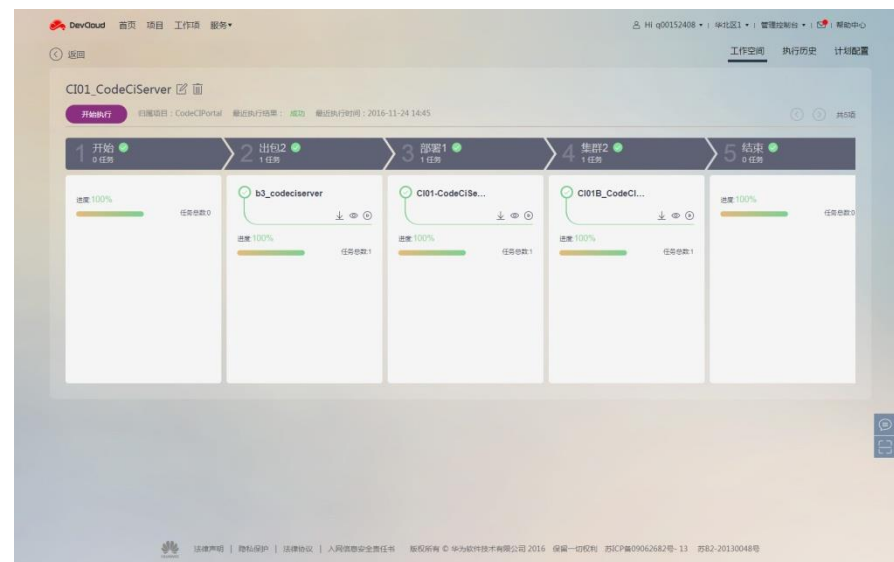 DevCloud 首页 项目 工作项 服务 Hi q00152408 华北区1 管理控制台 帮助中心
返回 工作空间 执行历史 计划配置
CI01_CodeCiServer
开始执行 归属项目：CodeCIPortal 最近执行结果： 成功 最近执行时间：2016-11-24 14:45 共5项
1 开始 0 任务
2 出包2 1 任务
3 部署1 1 任务
4 集群2 1 任务
5 结束 0 任务
进度:100%
任务总数:0
b3_codeciserver
进度:100%
任务总数:1
CI01-CodeCiSe...
进度:100%
任务总数:1
CI01B_CodeCI...
进度:100%
任务总数:1
进度:100%
任务总数:0
法律声明 | 隐私保护 | 法律协议 | 入网信息安全责任书 版权所有 © 华为软件技术有限公司 2016 保留一切权利 苏ICP备09062682号- 13 苏B2-20130048号